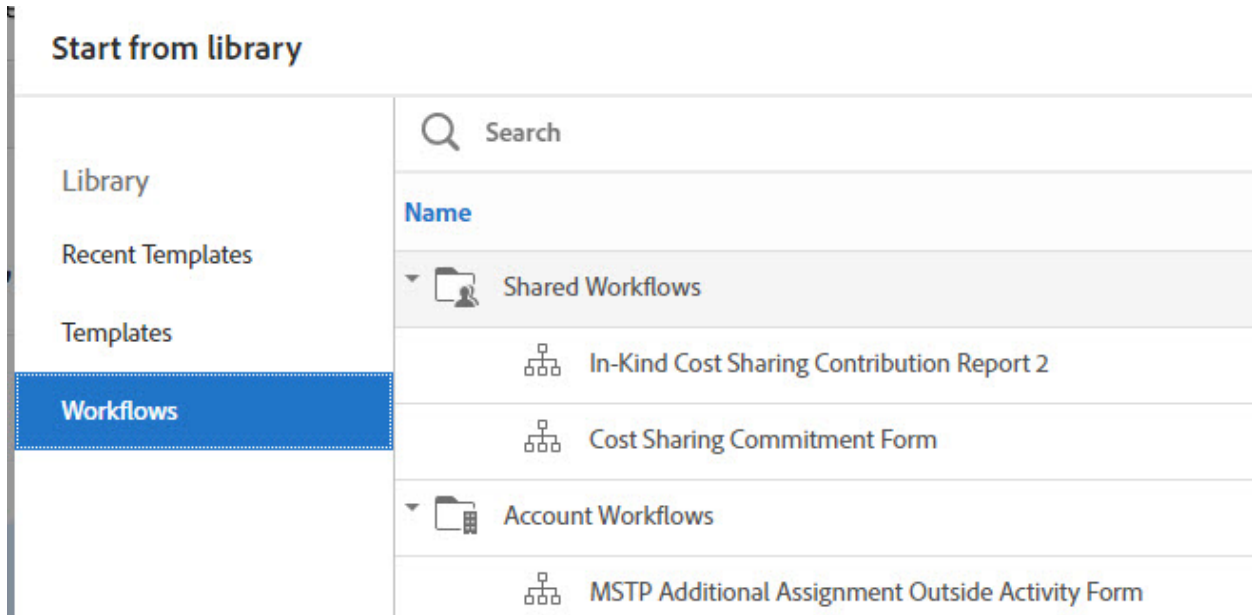 Start from library
Search
Library
Name
Recent Templates
Shared Workflows
Templates
In-Kind Cost Sharing Contribution Report 2
Workflows
Cost Sharing Commitment Form
Account Workflows
MSTP Additional Assignment Outside Activity Form